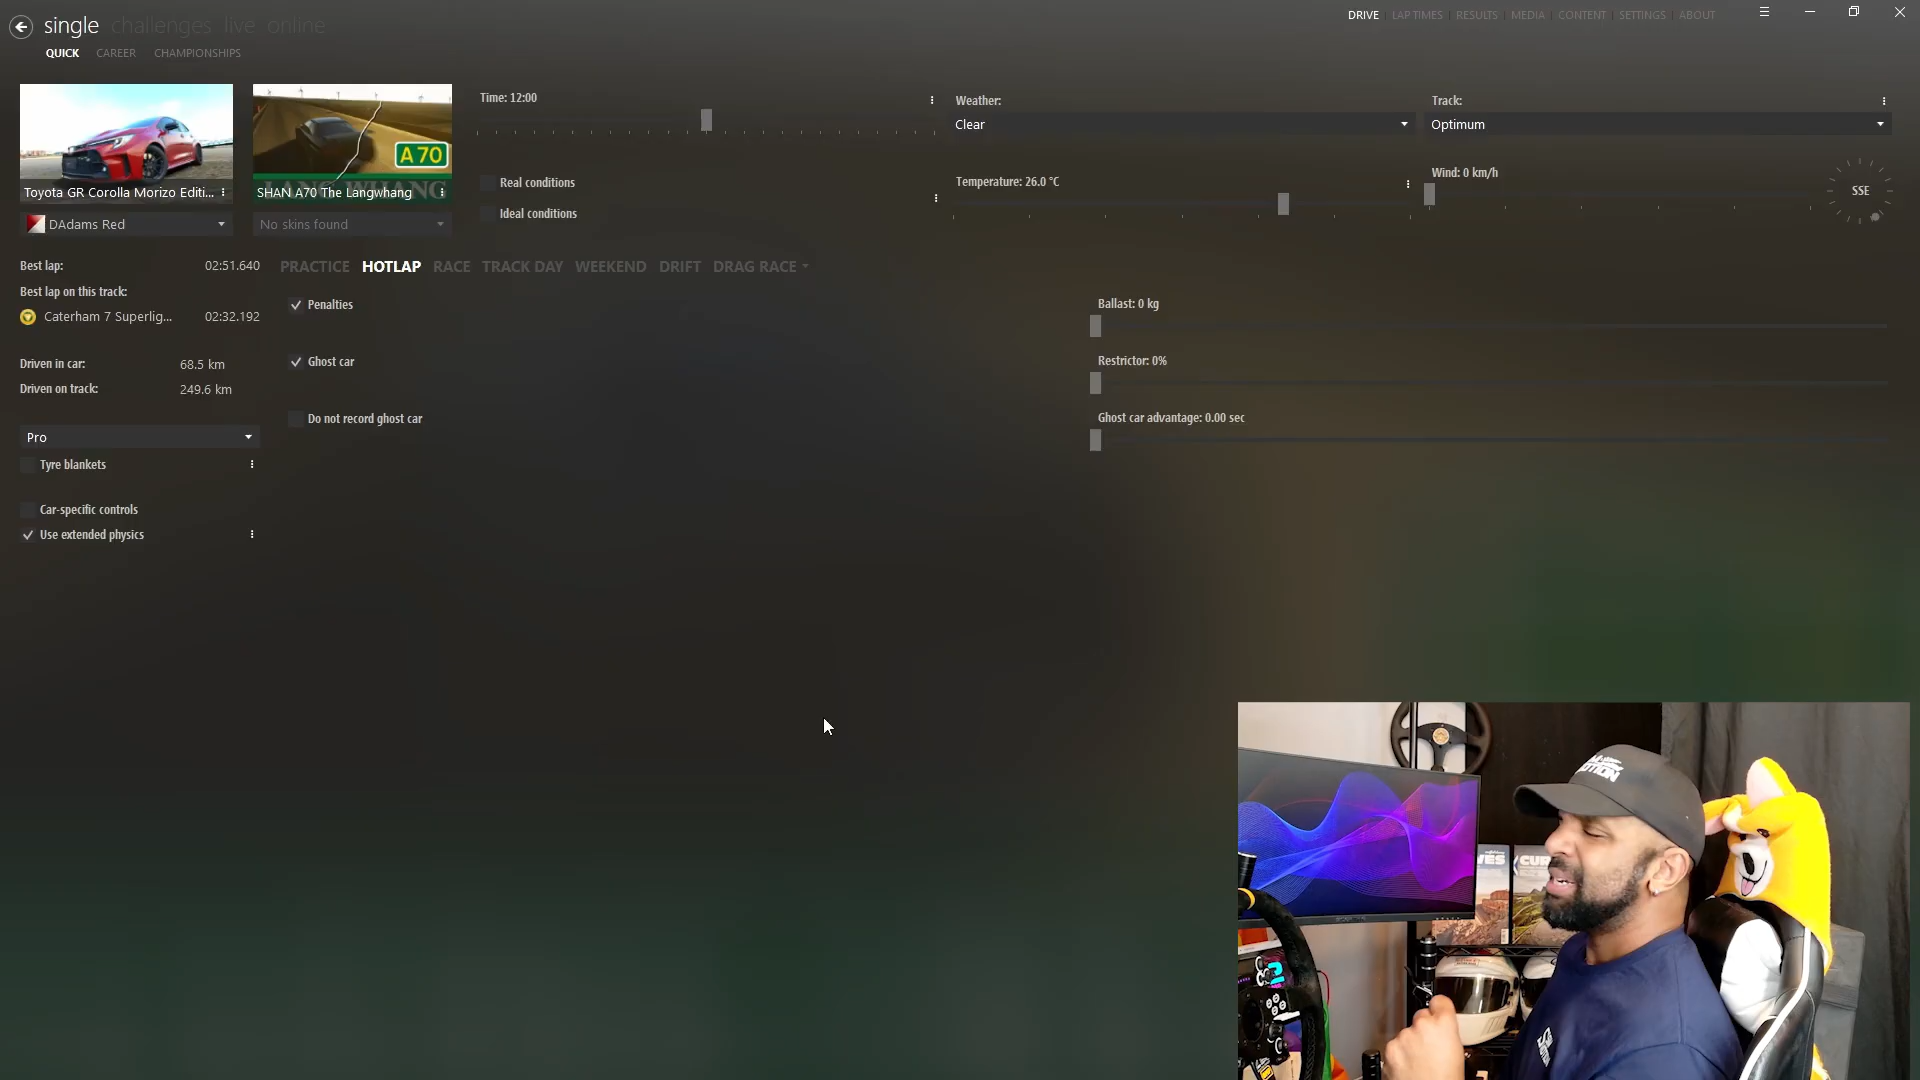 single challenges live online
DRIVE LAP TIMES RESULTS MEDIA CONTENT SETTINGS ABOUT
QUICK CAREER CHAMPIONSHIPS
A 70
LANG WHANG
Toyota GR Corolla Morizo Editi...
SHAN A70 The Langwhang
DAdams Red
No skins found
Time: 12:00
Real conditions
Ideal conditions
Weather:
Clear
Temperature: 26.0 °C
Track:
Optimum
Wind: 0 km/h
SSE
Best lap: 02:51.640
Best lap on this track:
Caterham 7 Superlig... 02:32.192
Driven in car: 68.5 km
Driven on track: 249.6 km
Pro
Tyre blankets
Car-specific controls
Use extended physics
PRACTICE HOTLAP RACE TRACK DAY WEEKEND DRIFT DRAG RACE
Penalties
Ghost car
Do not record ghost car
Ballast: 0 kg
Restrictor: 0%
Ghost car advantage: 0.00 sec